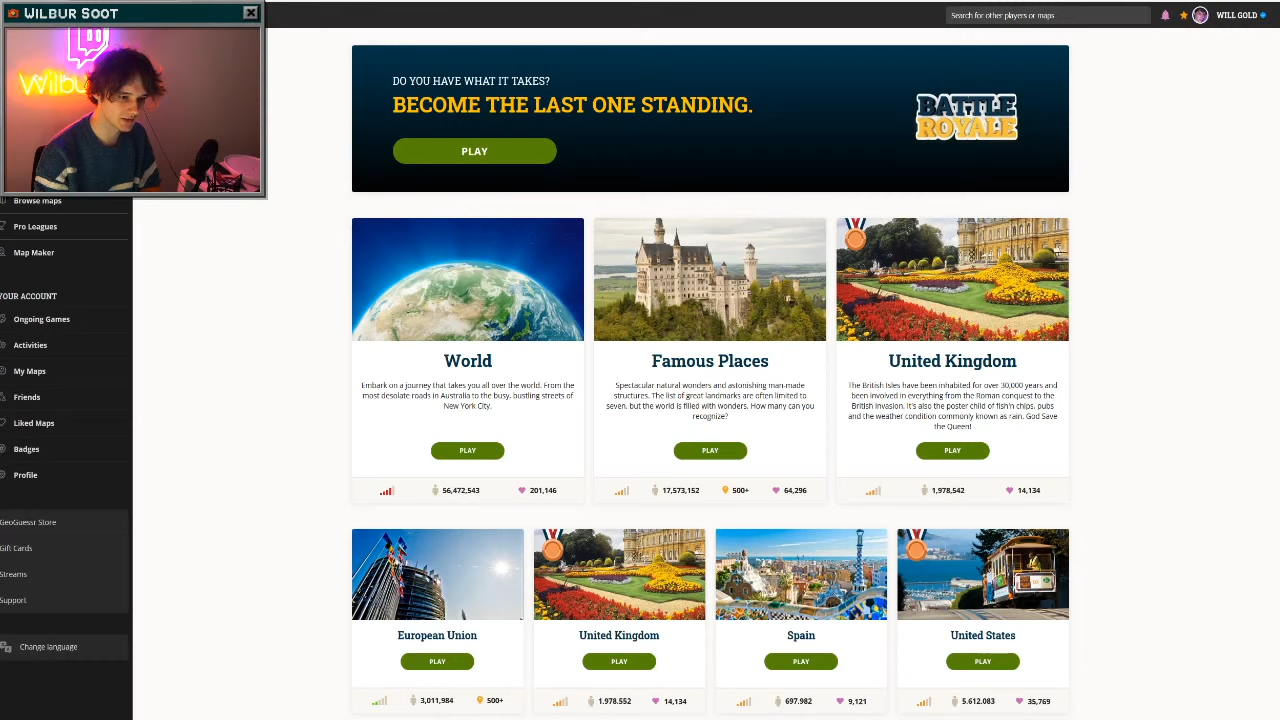 WILBUR SOOT
Wilbu
Search for other players or maps
WILL GOLD
DO YOU HAVE WHAT IT TAKES?
BECOME THE LAST ONE STANDING.
PLAY
BATTLE
ROYALE
Browse maps
Pro Leagues
Map Maker
YOUR ACCOUNT
Ongoing Games
Activities
My Maps
Friends
Liked Maps
Badges
Profile
GeoGuessr Store
Gift Cards
Streams
Support
Change language
World
Embark on a journey that takes you all over the world. From the
most desolate roads in Australia to the busy, bustling streets of
New York City.
PLAY
56,472,543
201,146
Famous Places
Spectacular natural wonders and astonishing man-made
structures. The list of great landmarks are often limited to
seven, but the world is filled with wonders. How many can you
recognize?
PLAY
17,573,152
500+
64,296
United Kingdom
The British Isles have been inhabited for over 30,000 years and
been involved in everything from the Roman conquest to the
British Invasion. It's also the poster child of fish'n chips, pubs
and the weather condition commonly known as rain. God Save
the Queen!
PLAY
1,978,542
14,134
European Union
PLAY
3,011,984
500+
United Kingdom
PLAY
1,978,552
14,134
Spain
PLAY
697,982
9,121
United States
PLAY
5,612,083
35,769